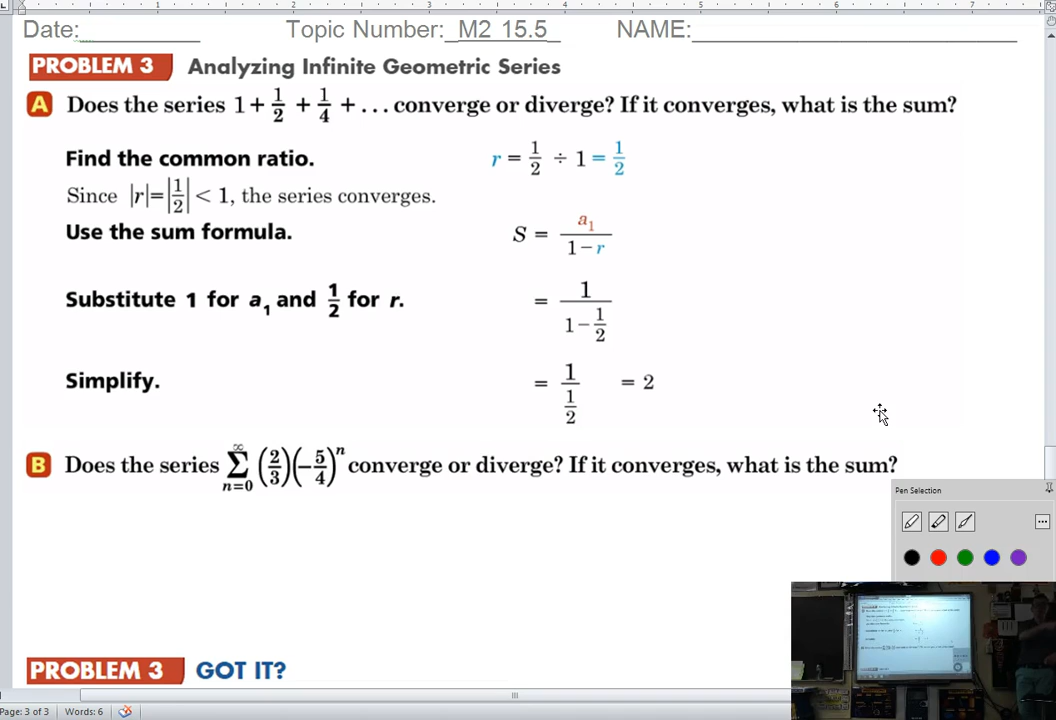 Date:__________ Topic Number:_M2 15.5_ NAME:__________________________
PROBLEM 3 Analyzing Infinite Geometric Series
A Does the series 1 + 1/2 + 1/4 + ... converge or diverge? If it converges, what is the sum?
Find the common ratio. r = 1/2 ÷ 1 = 1/2
Since |r|=|1/2| < 1, the series converges.
Use the sum formula. S = a₁/(1 − r)
Substitute 1 for a₁ and 1/2 for r. = 1/(1 − 1/2)
Simplify. = 1/(1/2) = 2
B Does the series ∑_{n=0}^{∞} (2/3)(−5/4)^n converge or diverge? If it converges, what is the sum?
Pen Selection
PROBLEM 3 GOT IT?
Page: 3 of 3 Words: 6